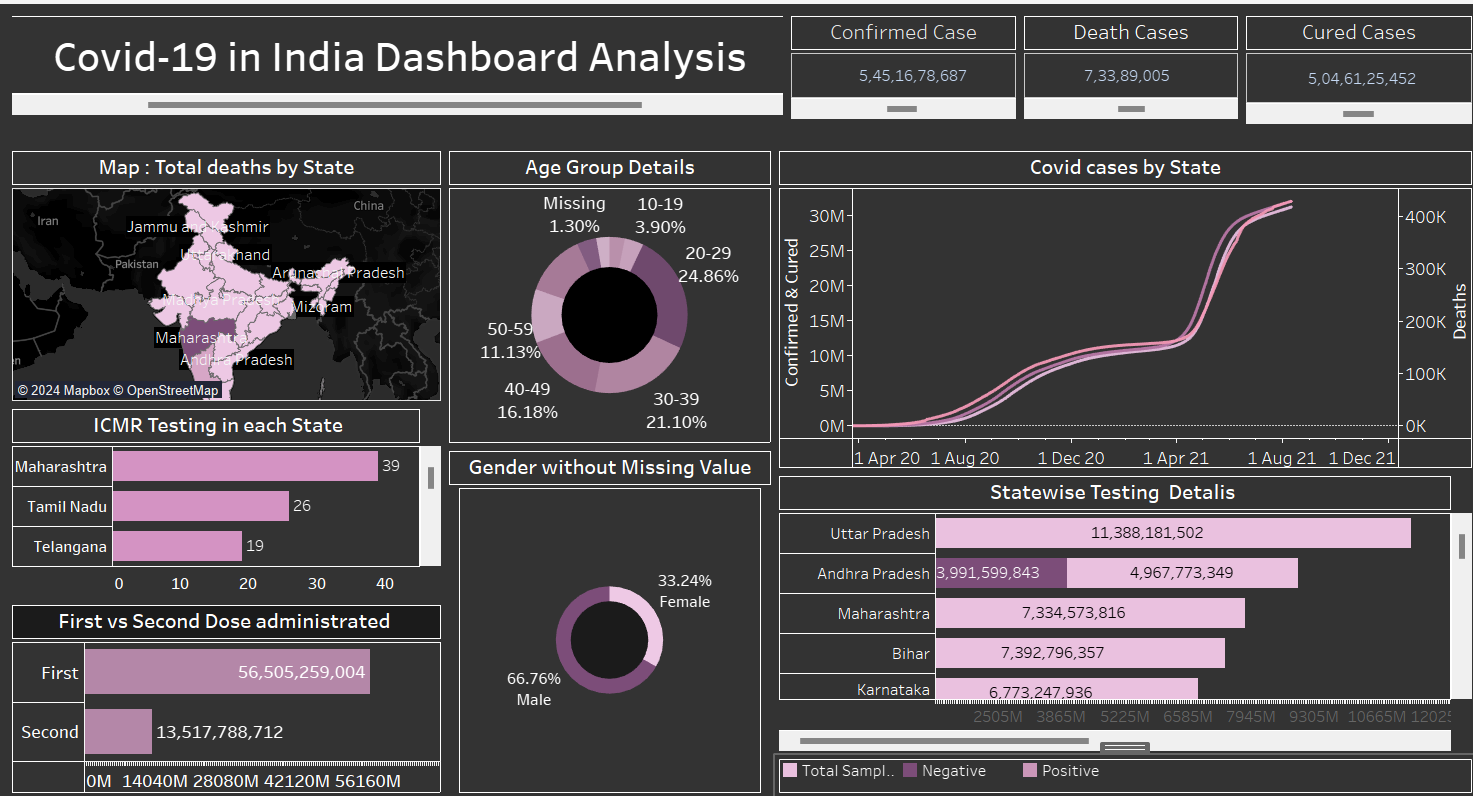 Covid-19 in India Dashboard Analysis
Confirmed Case
5,45,16,78,687
Death Cases
7,33,89,005
Cured Cases
5,04,61,25,452
Map : Total deaths by State
Iran
China
Jammu and Kashmir
Pakistan
Uttarakhand
Arunachal Pradesh
Madhya Pradesh
Mizoram
Maharashtra
Andhra Pradesh
© 2024 Mapbox © OpenStreetMap
Age Group Details
Missing
1.30%
10-19
3.90%
20-29
24.86%
50-59
11.13%
40-49
16.18%
30-39
21.10%
Covid cases by State
Confirmed & Cured
30M
25M
20M
15M
10M
5M
0M
400K
300K
200K
100K
0K
Deaths
1 Apr 20 1 Aug 20 1 Dec 20 1 Apr 21 1 Aug 21 1 Dec 21
ICMR Testing in each State
Maharashtra 39
Tamil Nadu 26
Telangana 19
0 10 20 30 40
Gender without Missing Value
33.24%
Female
66.76%
Male
First vs Second Dose administrated
First 56,505,259,004
Second 13,517,788,712
0M 14040M 28080M 42120M 56160M
Statewise Testing Detalis
Uttar Pradesh 11,388,181,502
Andhra Pradesh 3,991,599,843 4,967,773,349
Maharashtra 7,334,573,816
Bihar 7,392,796,357
Karnataka 6,773,247,936
2505M 3865M 5225M 6585M 7945M 9305M 10665M 12025
Total Sampl.. Negative Positive